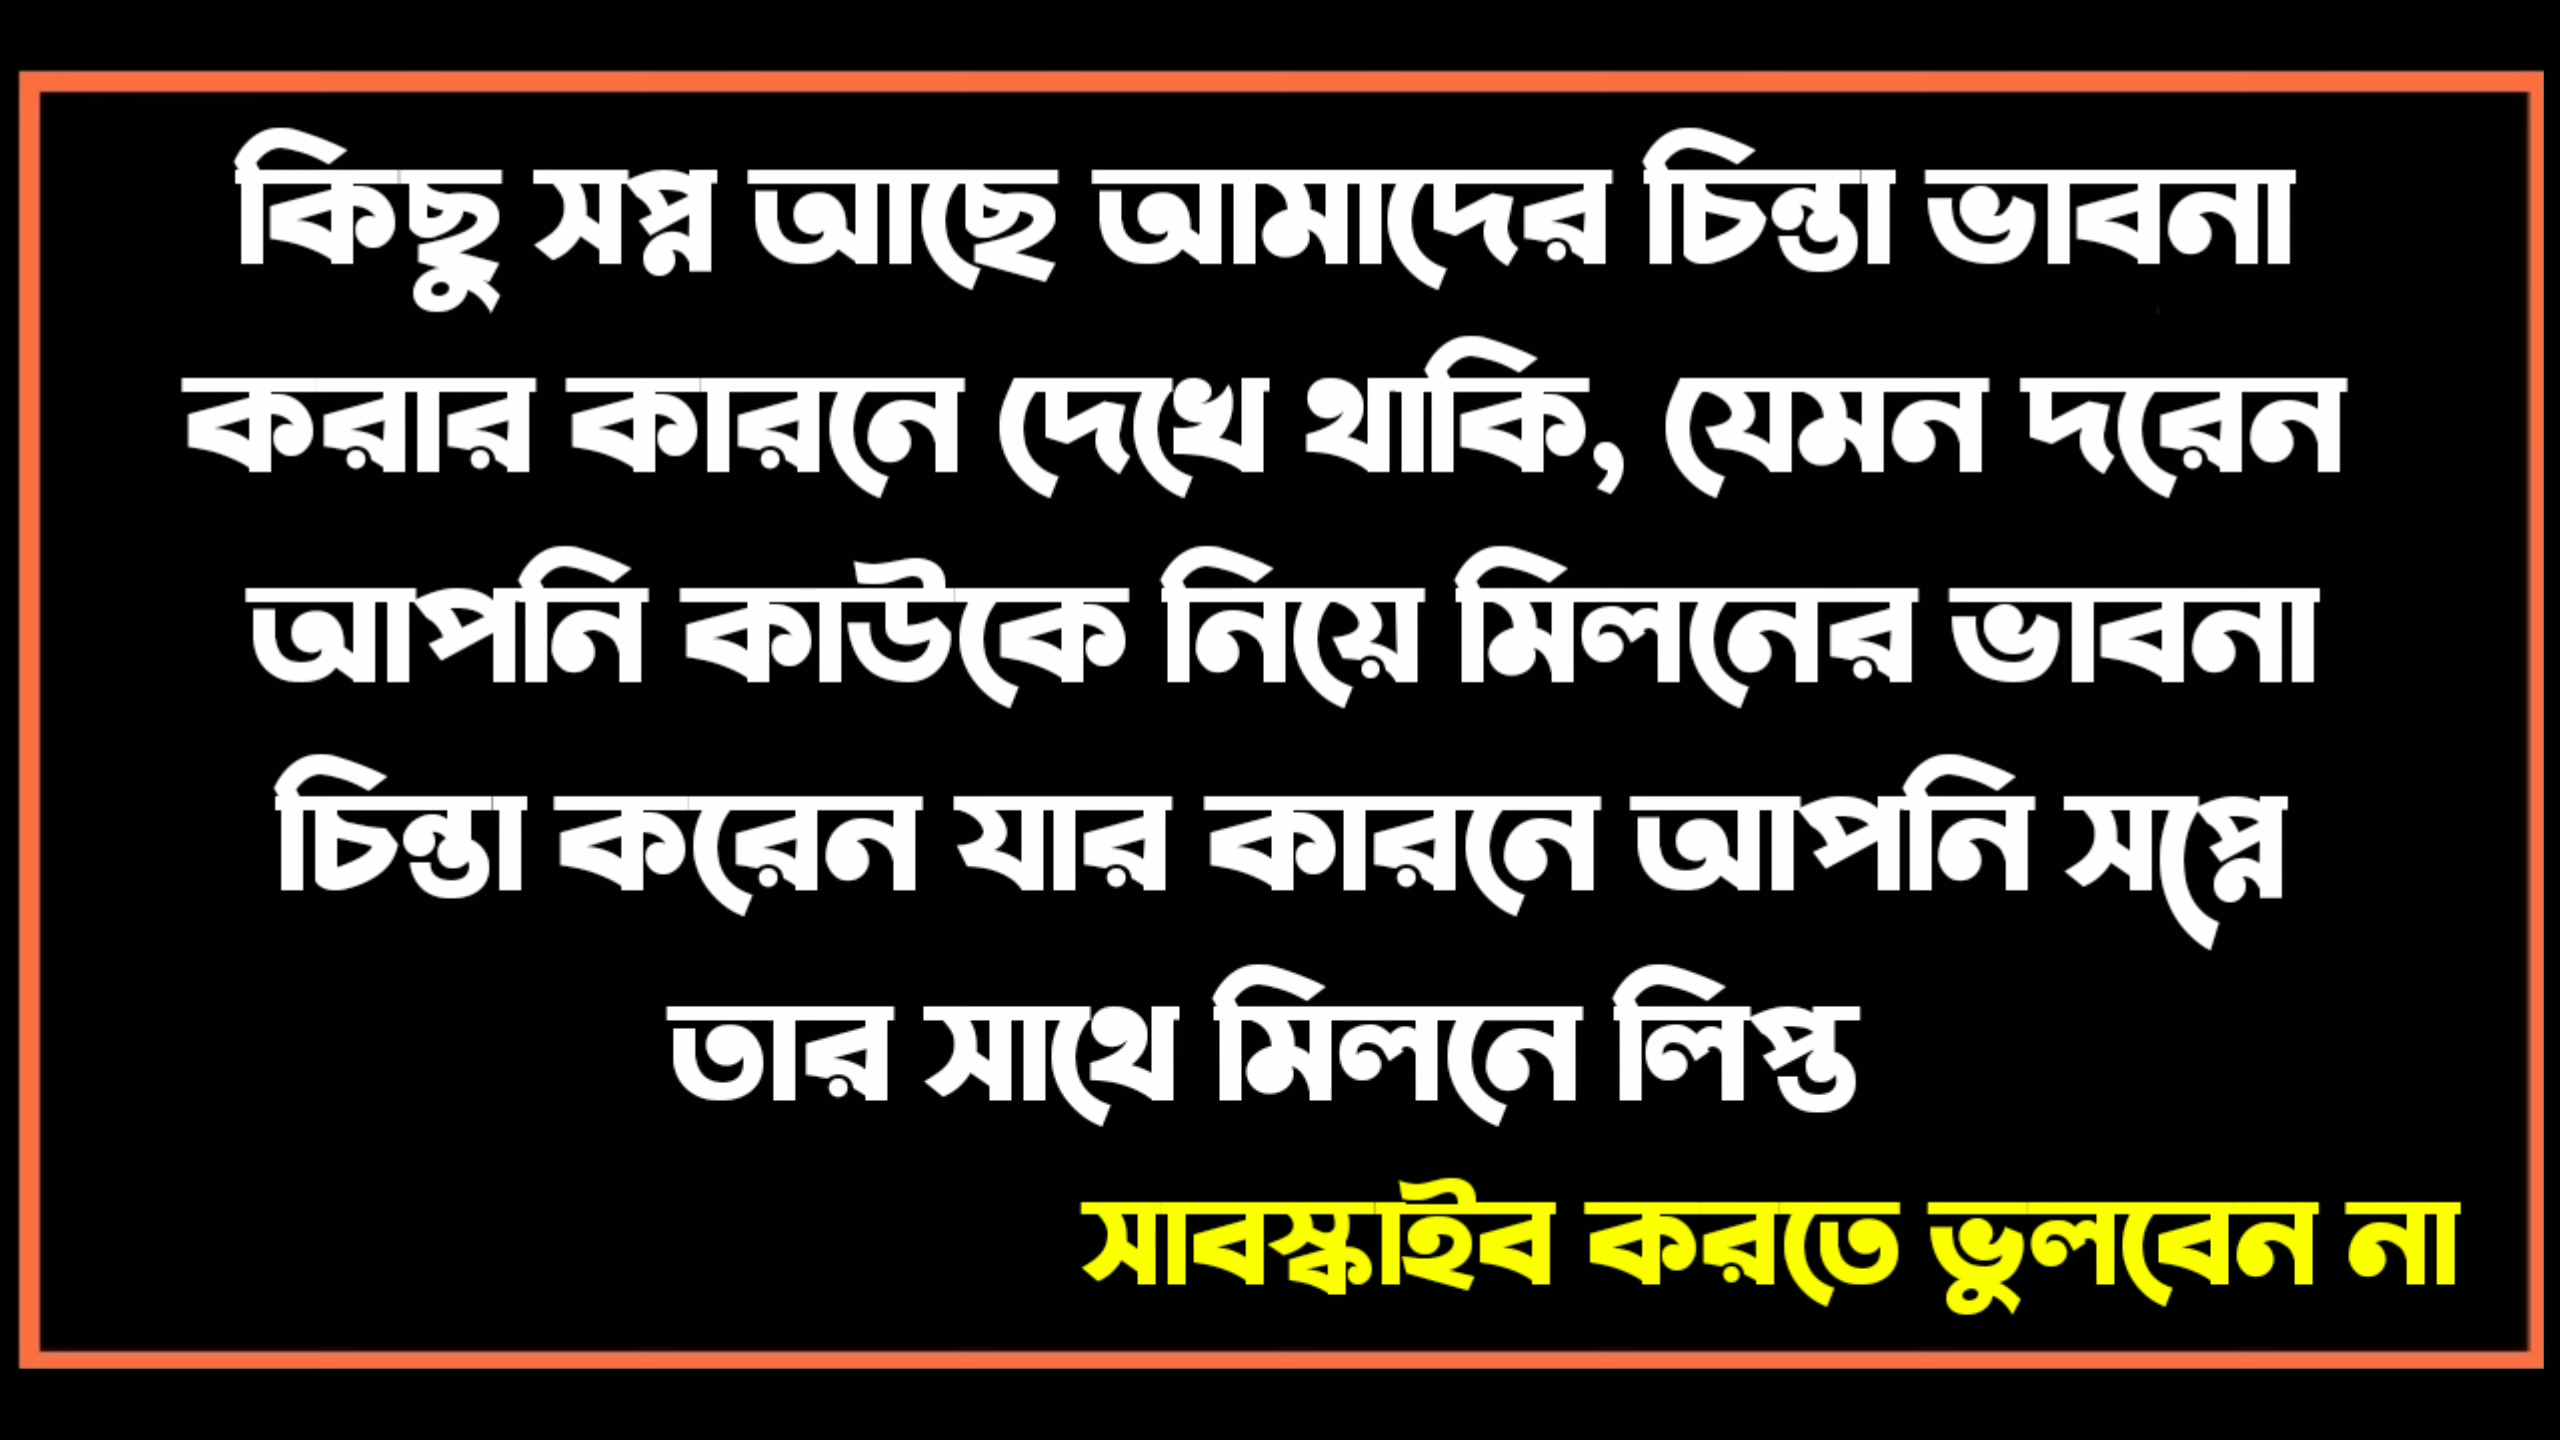 কিছু সপ্ন আছে আমাদের চিন্তা ভাবনা
করার কারনে দেখে থাকি, যেমন দরেন
আপনি কাউকে নিয়ে মিলনের ভাবনা
চিন্তা করেন যার কারনে আপনি সপ্নে
তার সাথে মিলনে লিপ্ত
সাবস্কাইব করতে ভুলবেন না